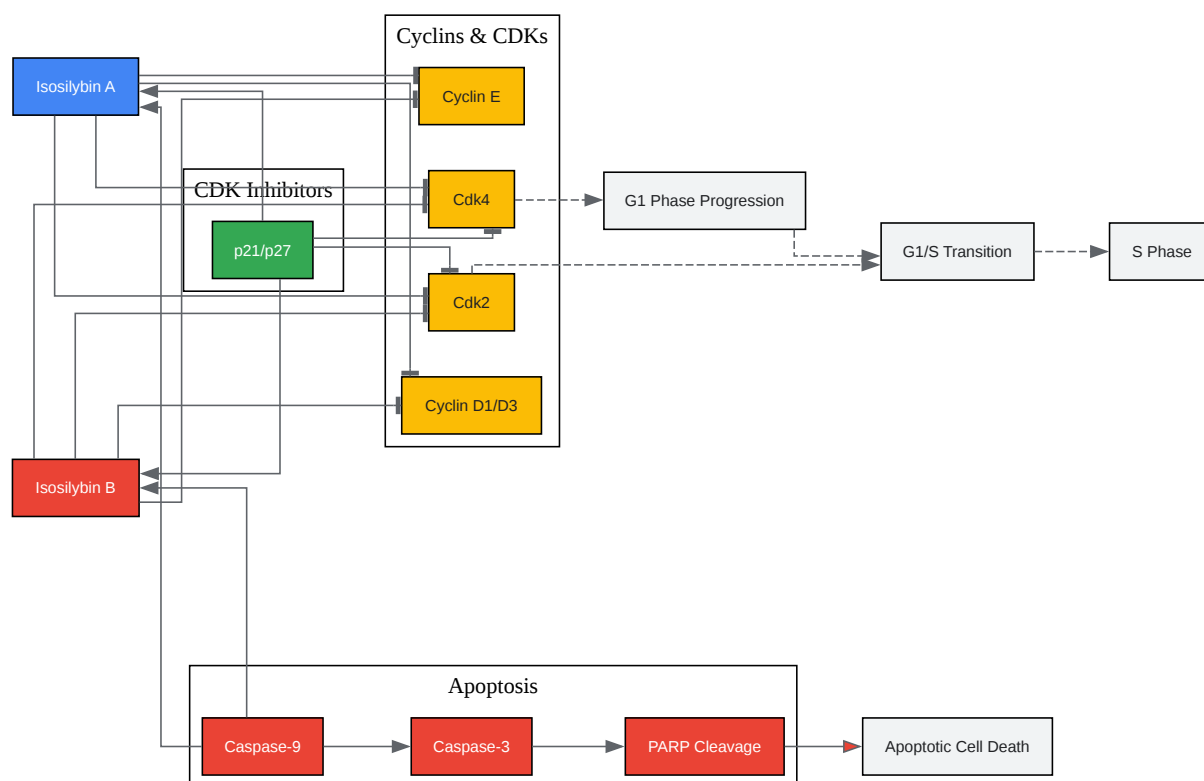 Cyclins & CDKs
Isosilybin A
Cyclin E
CDK Inhibitors
Cdk4
G1 Phase Progression
p21/p27
G1/S Transition
S Phase
Cdk2
Cyclin D1/D3
Isosilybin B
Apoptosis
Caspase-9
Caspase-3
PARP Cleavage
Apoptotic Cell Death